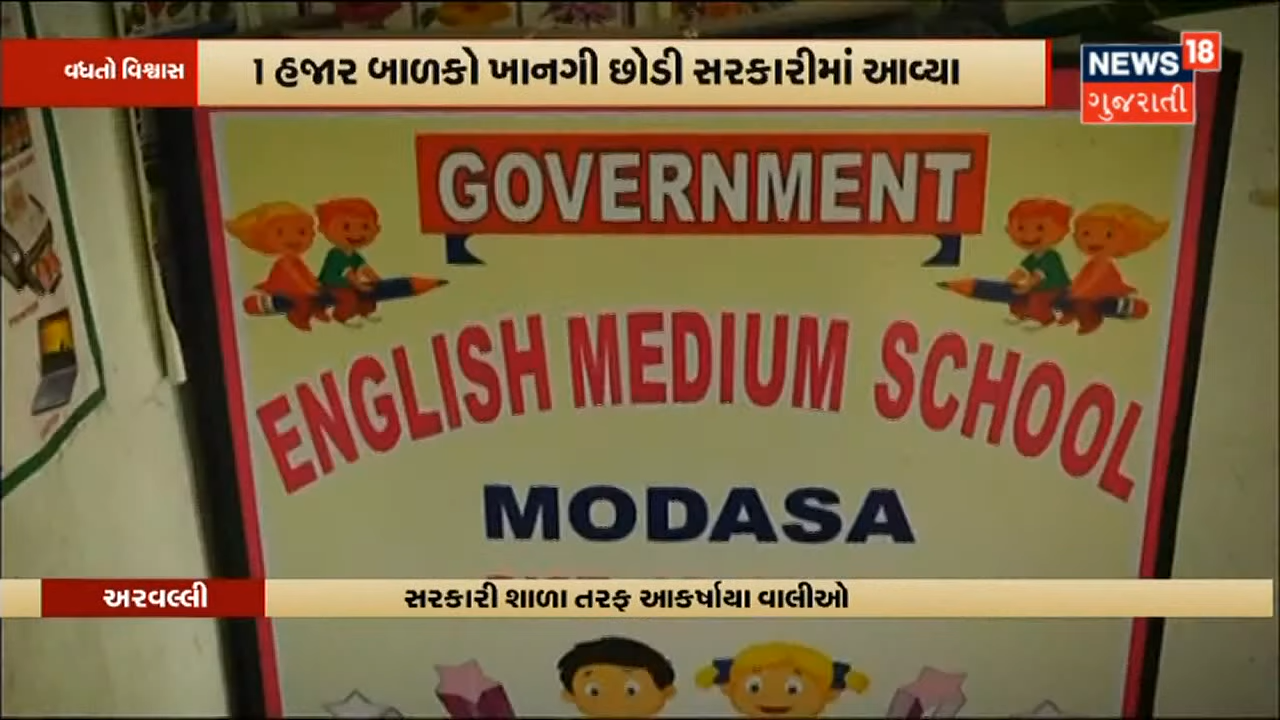 વધતો વિશ્વાસ
1 હજાર બાળકો ખાનગી છોડી સરકારીમાં આવ્યા
NEWS 18
ગુજરાતી
GOVERNMENT
ENGLISH MEDIUM SCHOOL
MODASA
અરવલ્લી
સરકારી શાળા તરફ આકર્ષાયા વાલીઓ